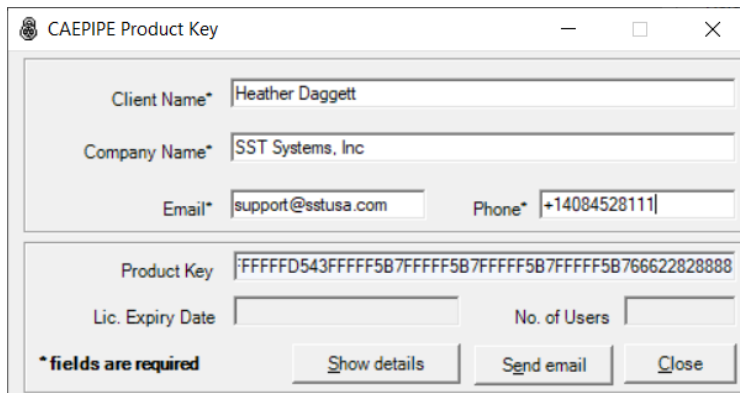 CAEPIPE Product Key
Client Name* Heather Daggett
Company Name* SST Systems, Inc
Email* support@sstusa.com Phone* +14084528111
Product Key FFFFFFD543FFFFF5B7FFFFF5B7FFFFF5B7FFFFF5B766622828888
Lic. Expiry Date No. of Users
* fields are required Show details Send email Close